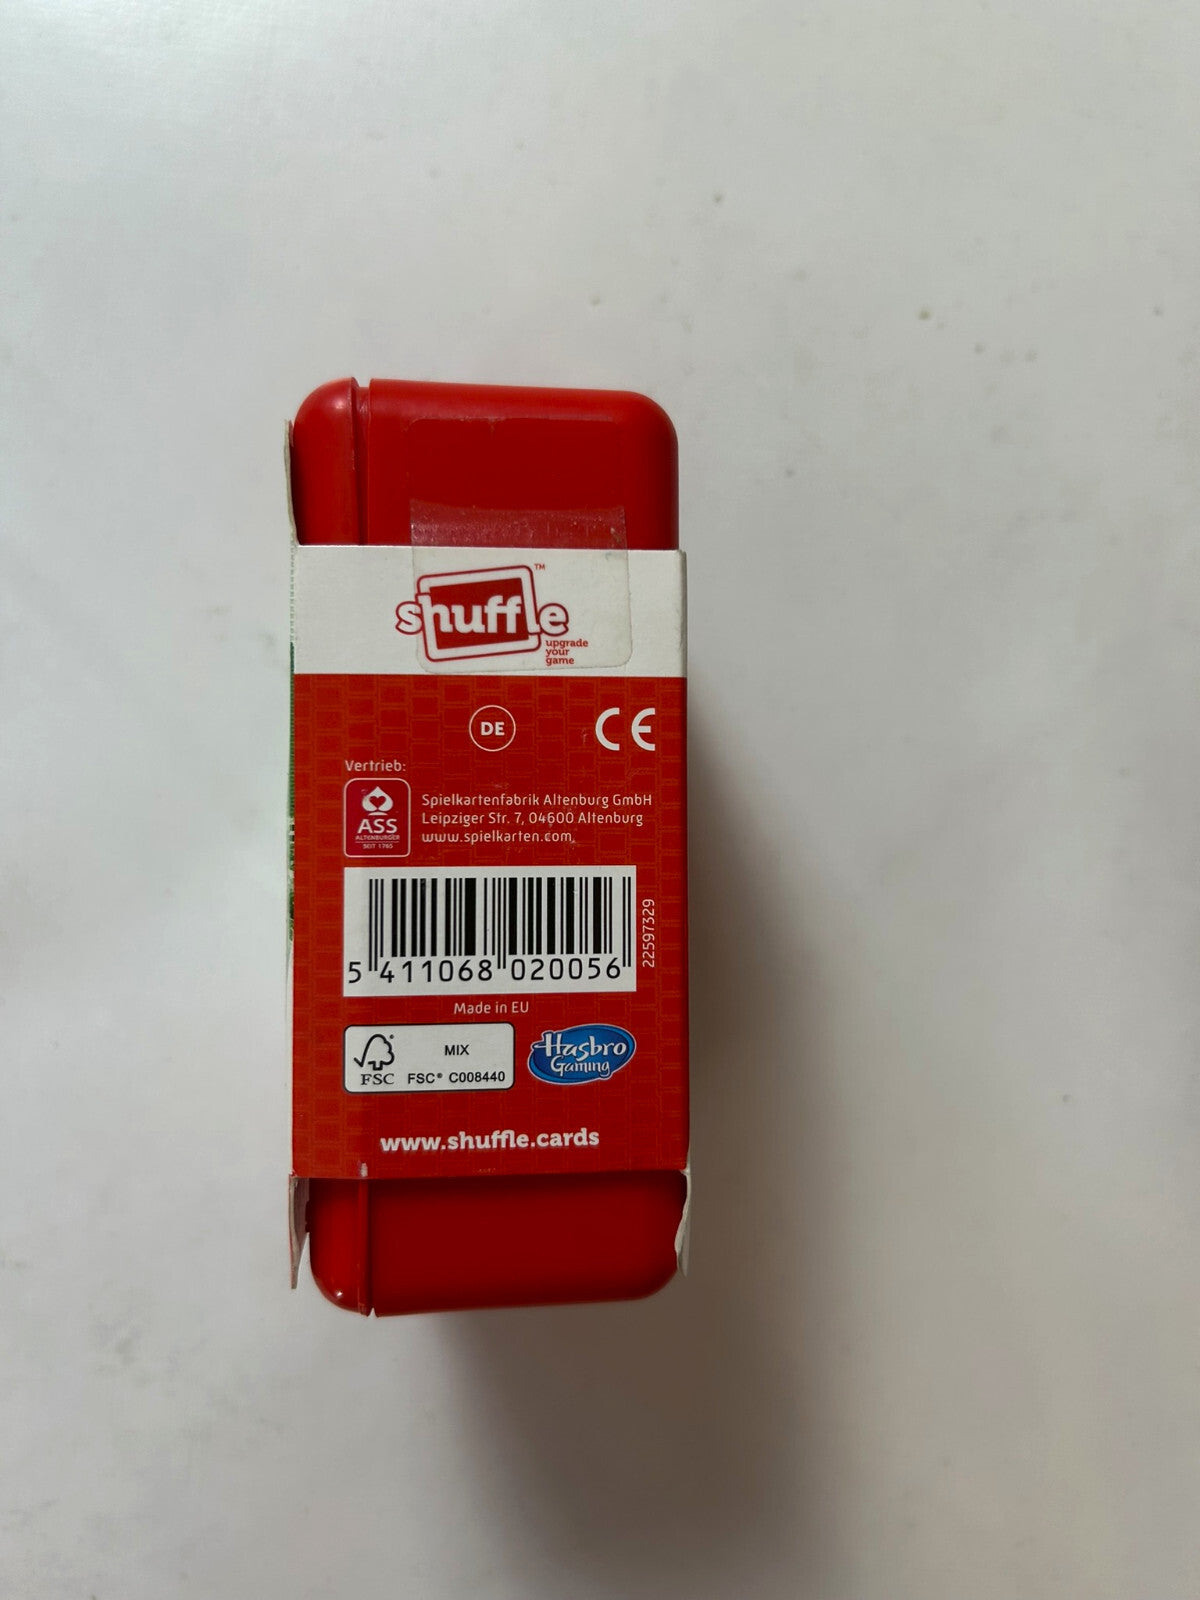 shuffle™
upgrade
your
game
DE
CE
Vertrieb:
ASS
ALTENBURGER
SEIT 1765
Spielkartenfabrik Altenburg GmbH
Leipziger Str. 7, 04600 Altenburg
www.spielkarten.com
5 411068 020056
22597329
Made in EU
FSC®
MIX
FSC® C008440
Hasbro
Gaming
www.shuffle.cards